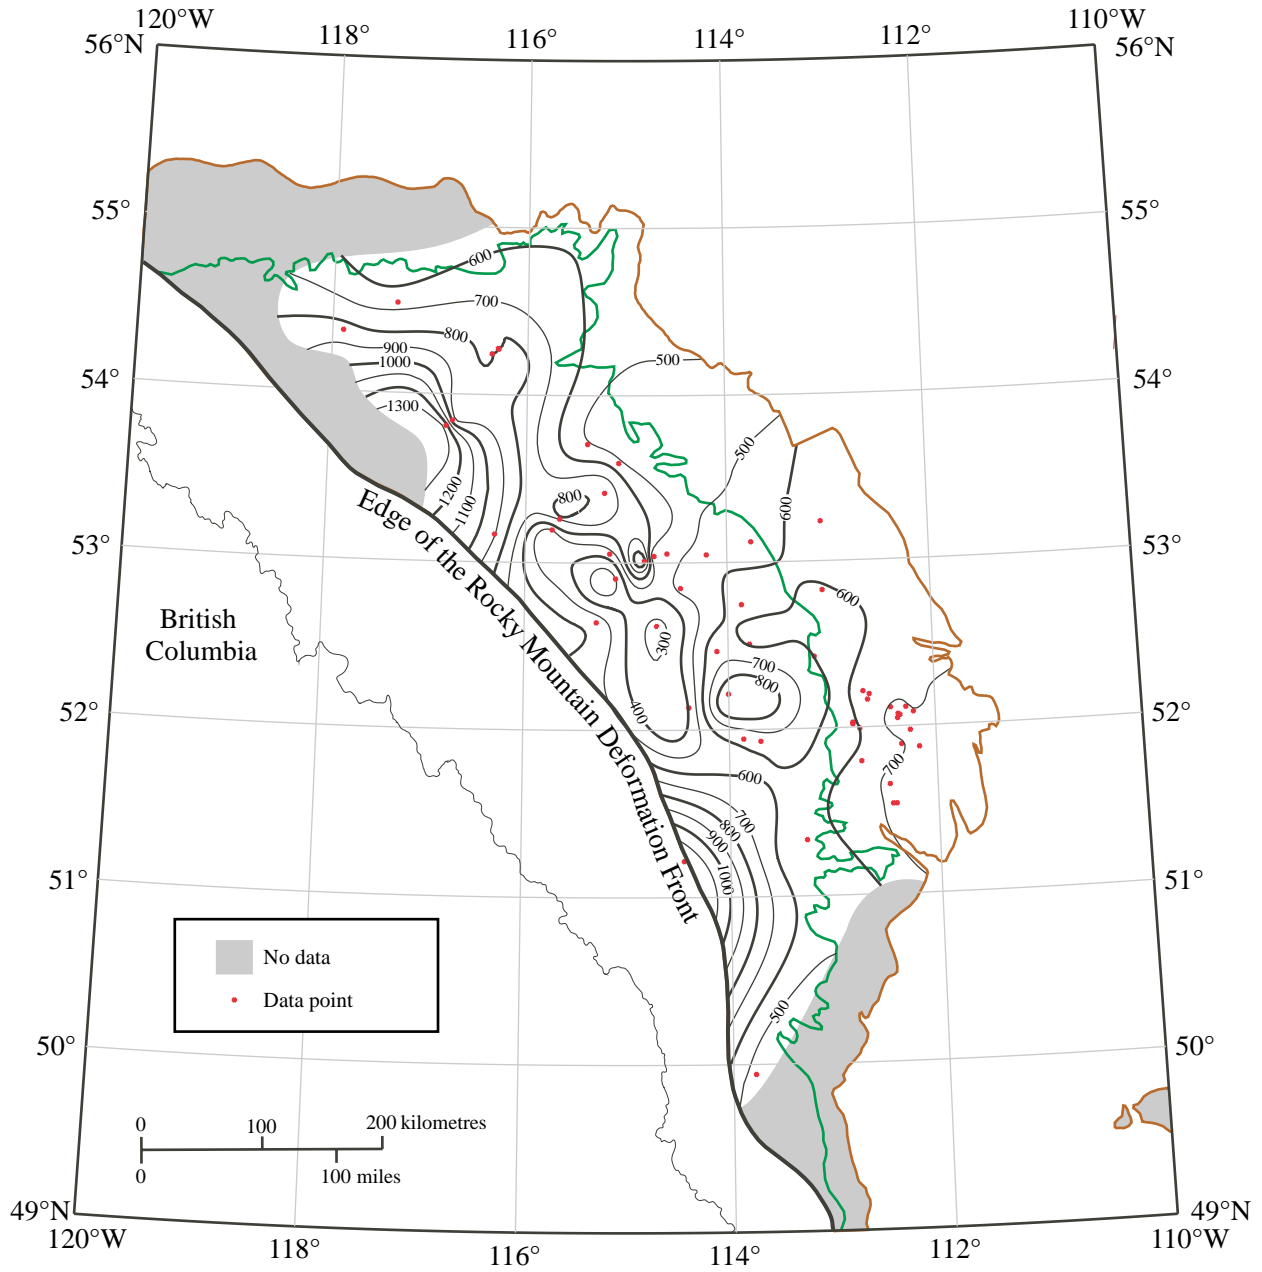 120°W
118°
116°
114°
112°
110°W
56°N
56°N
55°
55°
54°
54°
53°
53°
52°
52°
51°
51°
50°
50°
49°N
49°N
120°W
118°
116°
114°
112°
110°W
600
700
800
900
1000
1300
1200
1100
500
500
600
800
600
300
400
700
800
700
600
700
800
900
1000
500
Edge of the Rocky Mountain Deformation Front
British
Columbia
No data
Data point
0 100 200 kilometres
0 100 miles